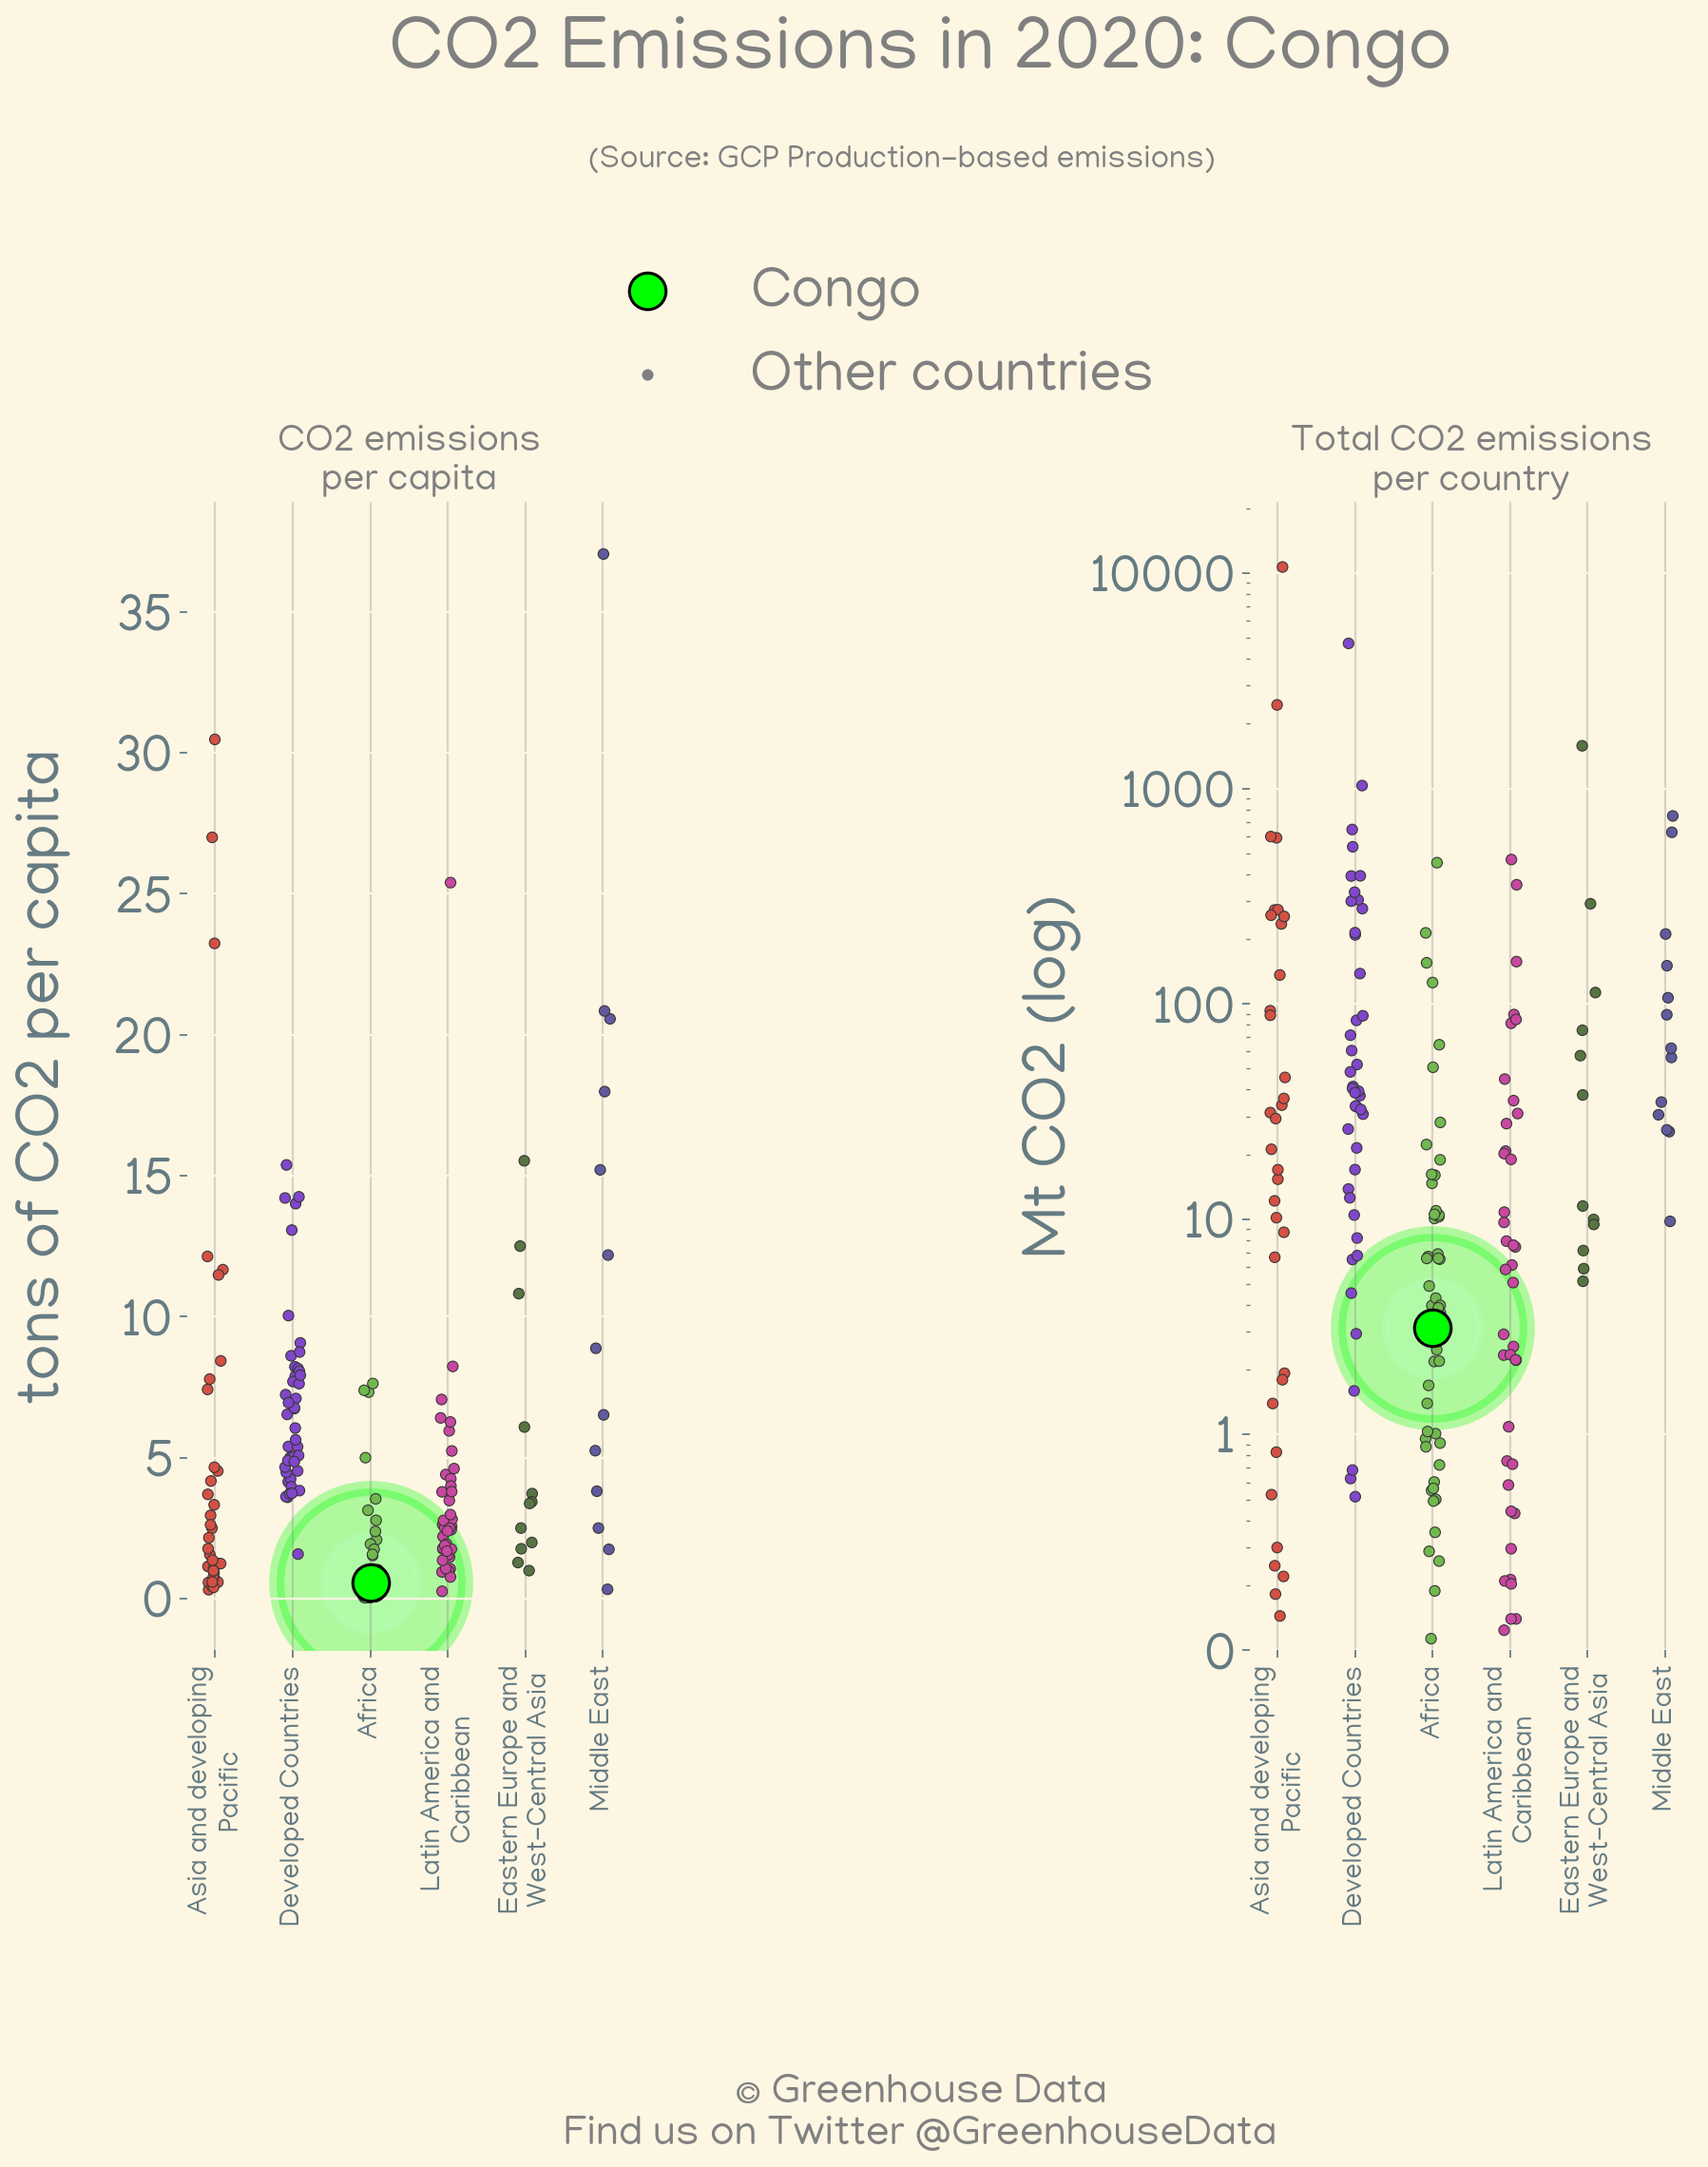 CO2 Emissions in 2020: Congo
(Source: GCP Production-based emissions)
Congo
Other countries
CO2 emissions
per capita
tons of CO2 per capita
35
30
25
20
15
10
5
0
Asia and developing
Pacific
Developed Countries
Africa
Latin America and
Caribbean
Eastern Europe and
West-Central Asia
Middle East
Total CO2 emissions
per country
Mt CO2 (log)
10000
1000
100
10
1
0
Asia and developing
Pacific
Developed Countries
Africa
Latin America and
Caribbean
Eastern Europe and
West-Central Asia
Middle East
© Greenhouse Data
Find us on Twitter @GreenhouseData